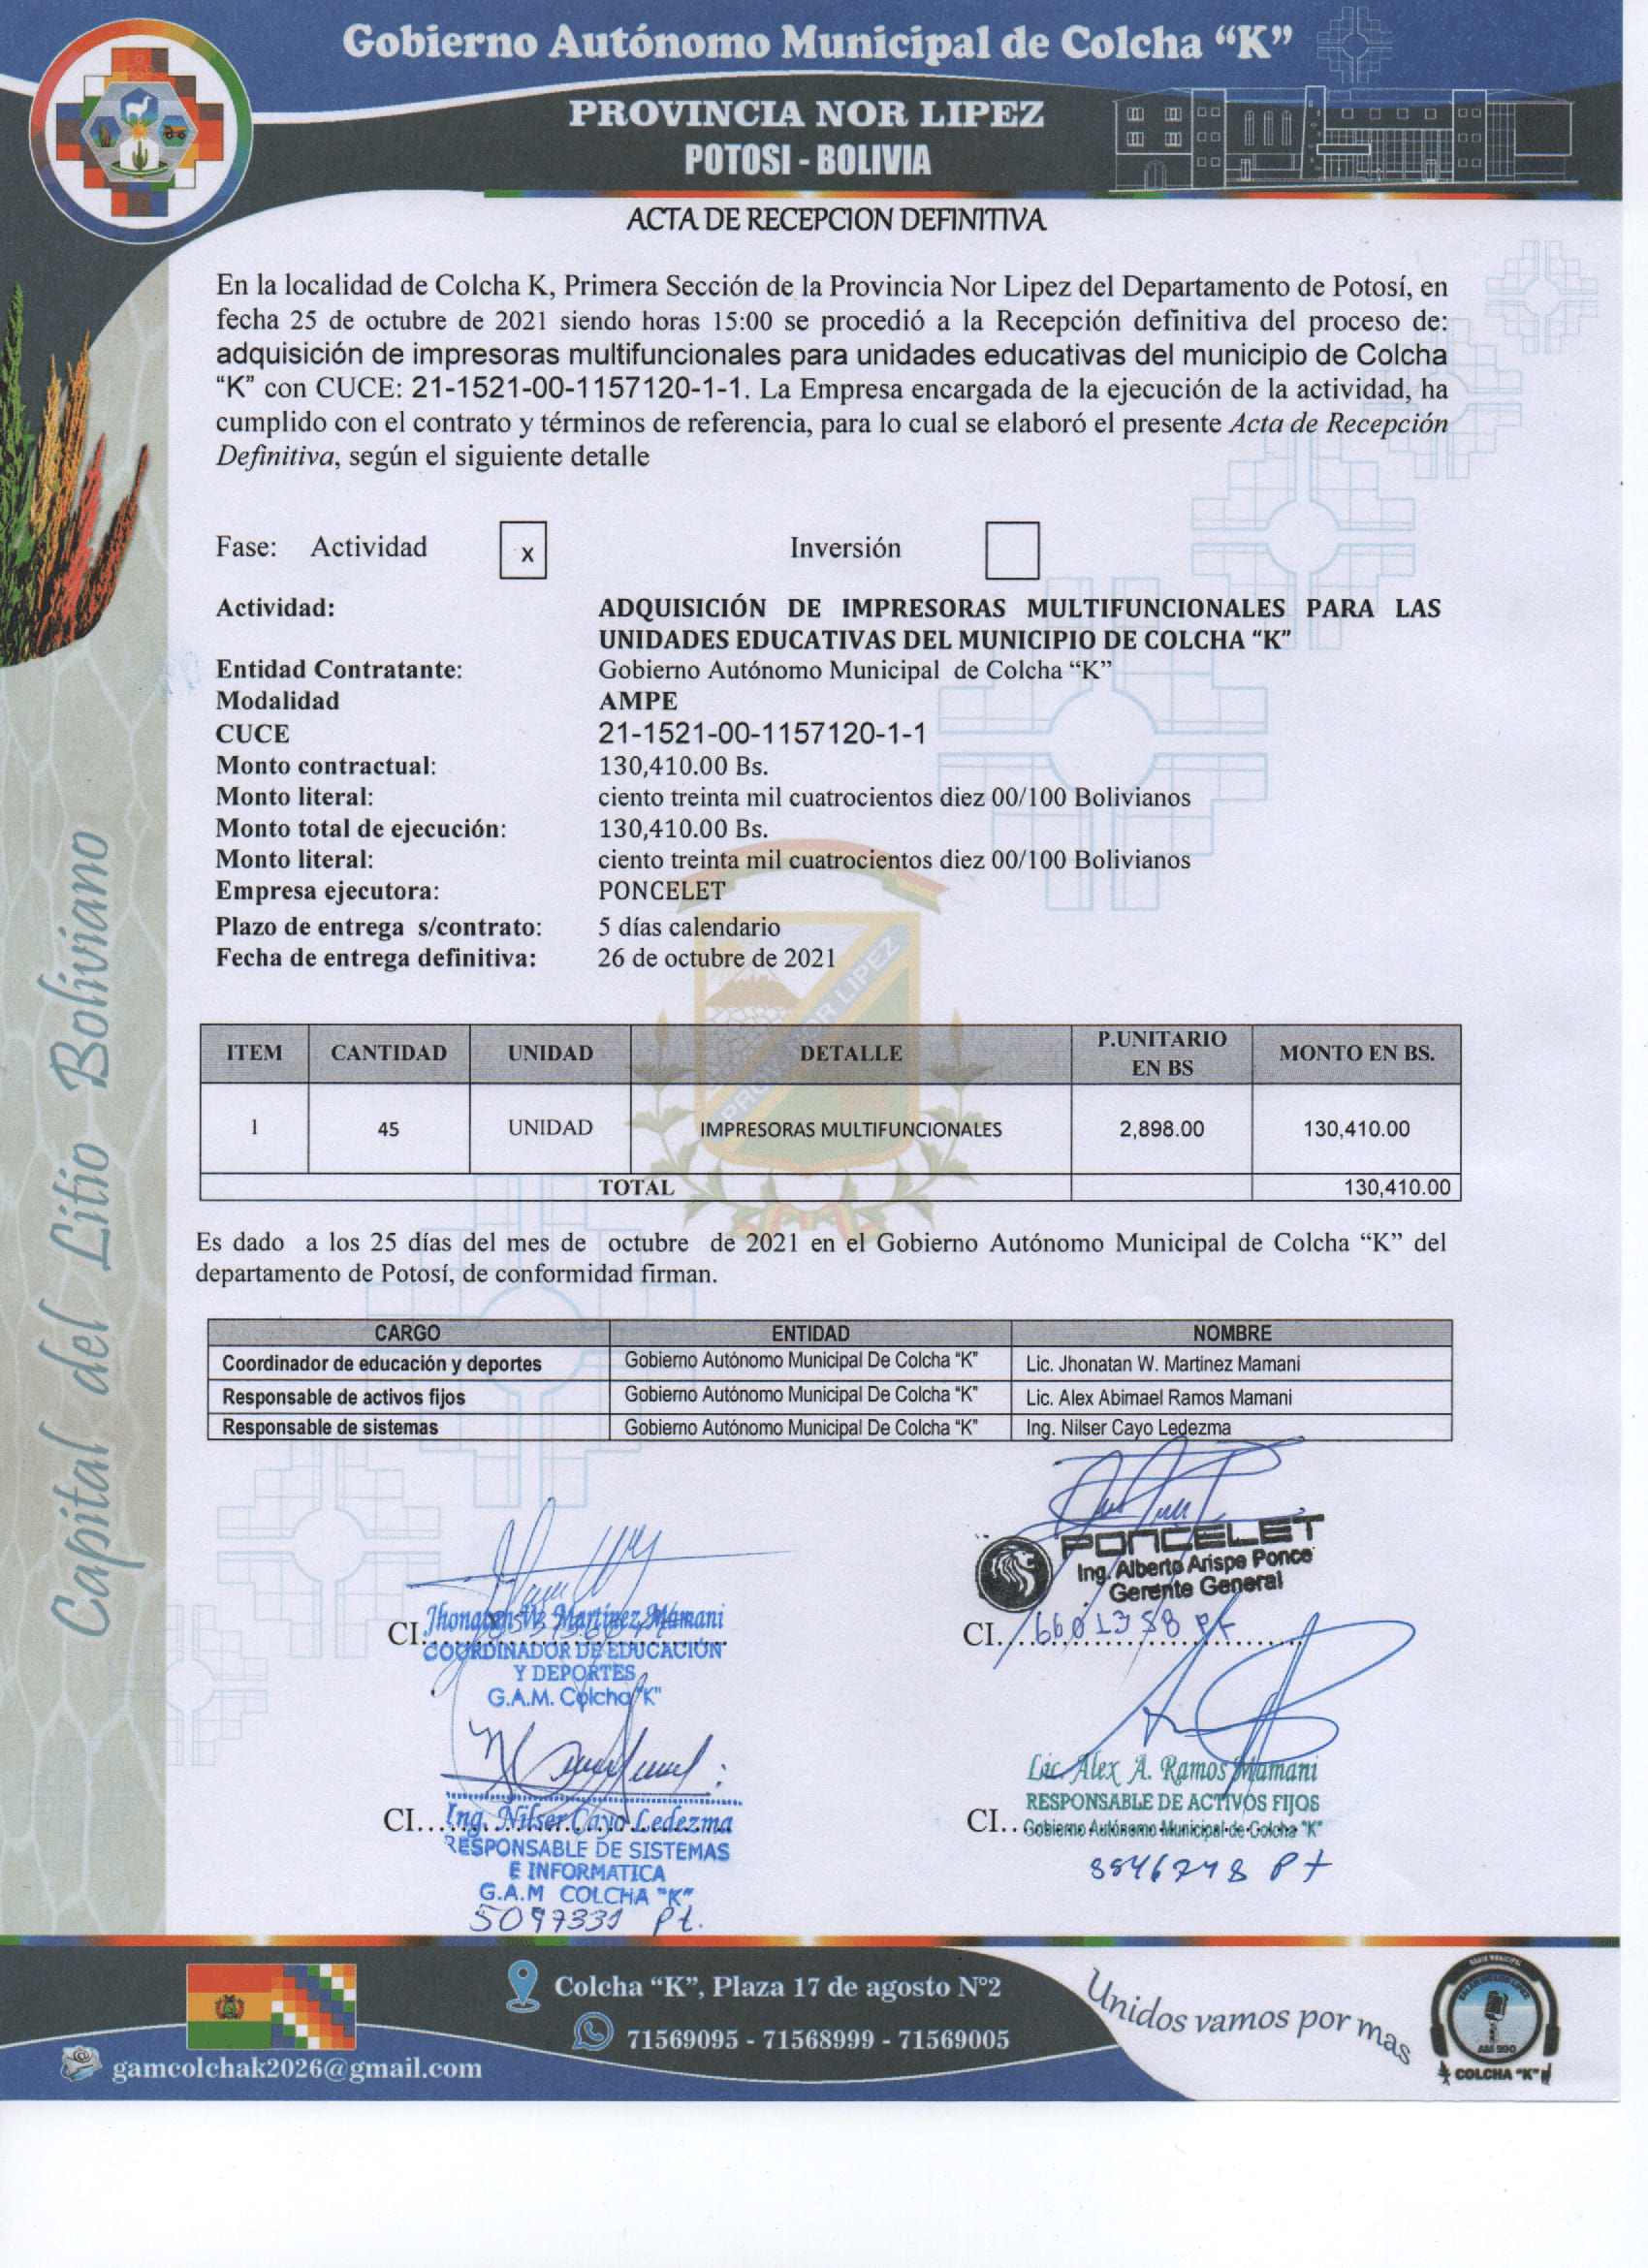 Gobierno Autónomo Municipal de Colcha “K”
PROVINCIA NOR LIPEZ
POTOSI - BOLIVIA
ACTA DE RECEPCION DEFINITIVA
En la localidad de Colcha K, Primera Sección de la Provincia Nor Lipez del Departamento de Potosí, en
fecha 25 de octubre de 2021 siendo horas 15:00 se procedió a la Recepción definitiva del proceso de:
adquisición de impresoras multifuncionales para unidades educativas del municipio de Colcha
“K” con CUCE: 21-1521-00-1157120-1-1. La Empresa encargada de la ejecución de la actividad, ha
cumplido con el contrato y términos de referencia, para lo cual se elaboró el presente Acta de Recepción
Definitiva, según el siguiente detalle
Fase: Actividad x Inversión
Actividad: ADQUISICIÓN DE IMPRESORAS MULTIFUNCIONALES PARA LAS
UNIDADES EDUCATIVAS DEL MUNICIPIO DE COLCHA “K”
Entidad Contratante: Gobierno Autónomo Municipal de Colcha “K”
Modalidad AMPE
CUCE 21-1521-00-1157120-1-1
Monto contractual: 130,410.00 Bs.
Monto literal: ciento treinta mil cuatrocientos diez 00/100 Bolivianos
Monto total de ejecución: 130,410.00 Bs.
Monto literal: ciento treinta mil cuatrocientos diez 00/100 Bolivianos
Empresa ejecutora: PONCELET
Plazo de entrega s/contrato: 5 días calendario
Fecha de entrega definitiva: 26 de octubre de 2021
ITEM CANTIDAD UNIDAD DETALLE P.UNITARIO EN BS MONTO EN BS.
1 45 UNIDAD IMPRESORAS MULTIFUNCIONALES 2,898.00 130,410.00
TOTAL 130,410.00
Es dado a los 25 días del mes de octubre de 2021 en el Gobierno Autónomo Municipal de Colcha “K” del
departamento de Potosí, de conformidad firman.
CARGO ENTIDAD NOMBRE
Coordinador de educación y deportes Gobierno Autónomo Municipal De Colcha “K” Lic. Jhonatan W. Martinez Mamani
Responsable de activos fijos Gobierno Autónomo Municipal De Colcha “K” Lic. Alex Abimael Ramos Mamani
Responsable de sistemas Gobierno Autónomo Municipal De Colcha “K” Ing. Nilser Cayo Ledezma
PONCELET
Ing. Alberto Arispe Ponce
Gerente General
CI. 6601358 Pt
CI. Jhonatan W. Martínez Mamani
COORDINADOR DE EDUCACIÓN
Y DEPORTES
G.A.M. Colcha "K"
Lic. Alex A. Ramos Mamani
RESPONSABLE DE ACTIVOS FIJOS
CI. Gobierno Autónomo Municipal de Colcha "K"
8546248 Pt
CI. Ing. Nilser Cayo Ledezma
RESPONSABLE DE SISTEMAS
E INFORMATICA
G.A.M COLCHA "K"
5097331 Pt.
Capital del Litio Boliviano
PROV. NOR LIPEZ
Colcha “K”, Plaza 17 de agosto N°2
71569095 - 71568999 - 71569005
gamcolchak2026@gmail.com
Unidos vamos por mas
AM 990
COLCHA "K"